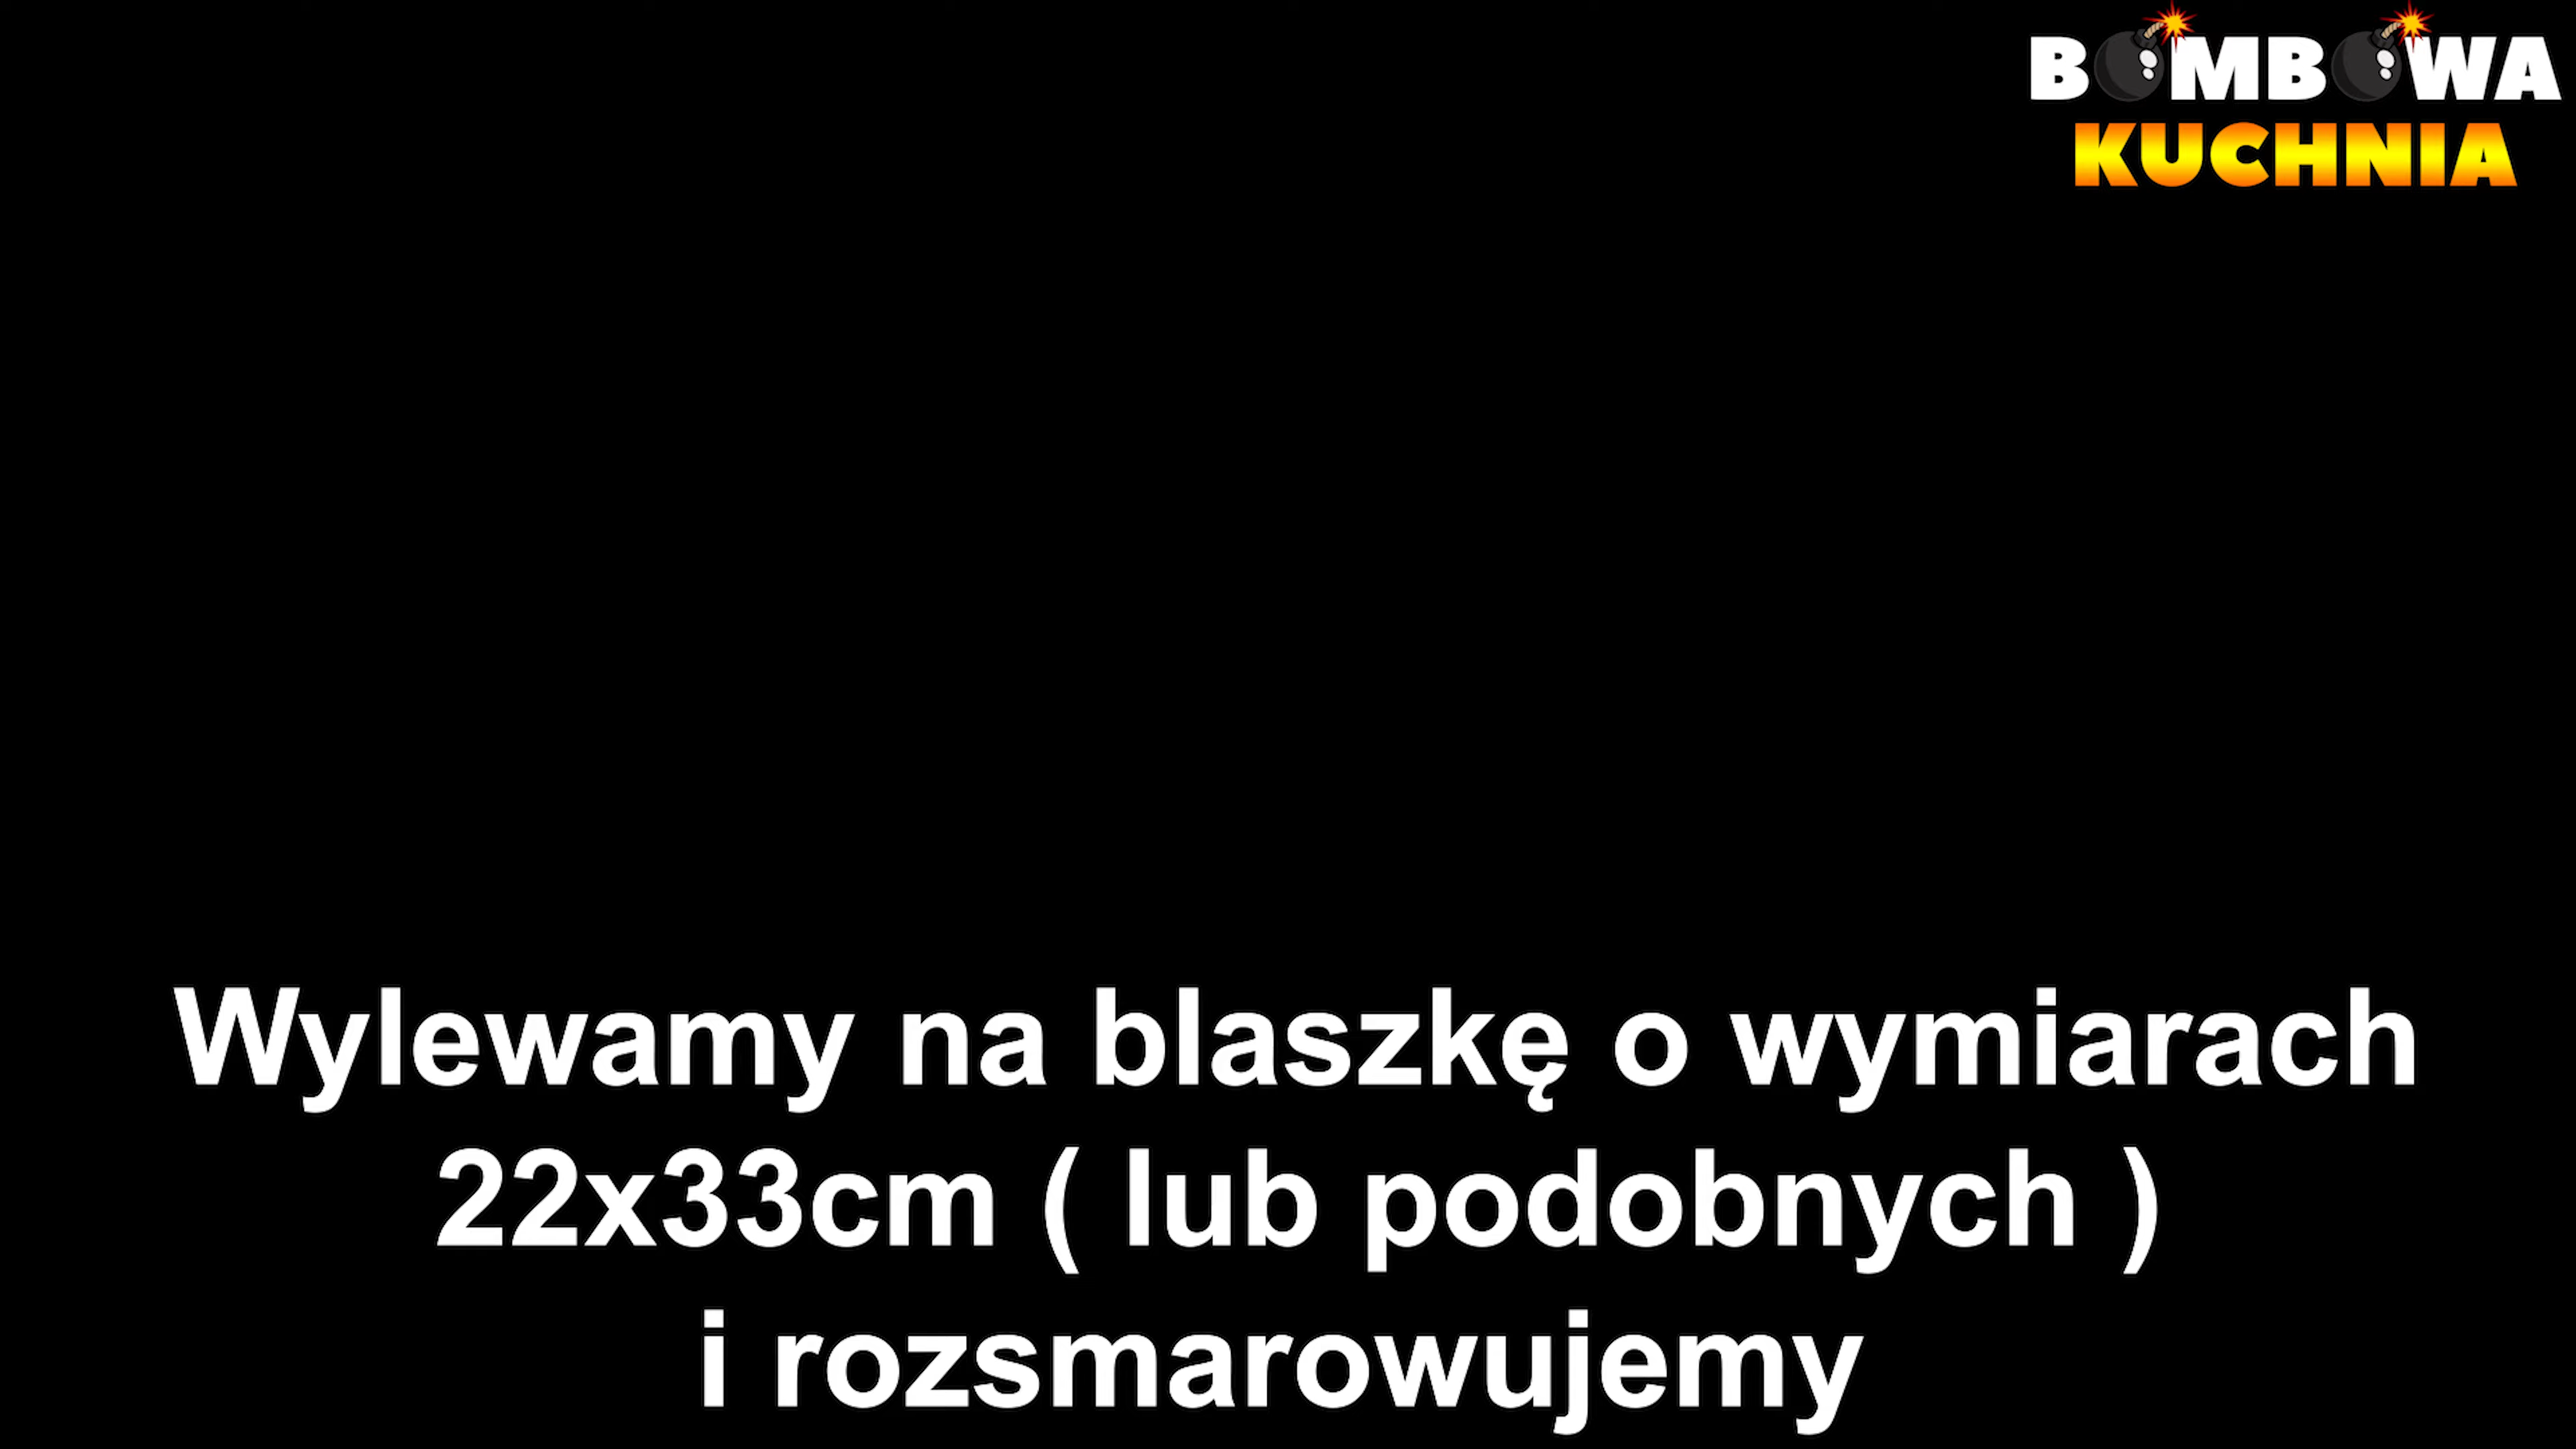 BOMBOWA
KUCHNIA
Wylewamy na blaszkę o wymiarach
22x33cm ( lub podobnych )
i rozsmarowujemy